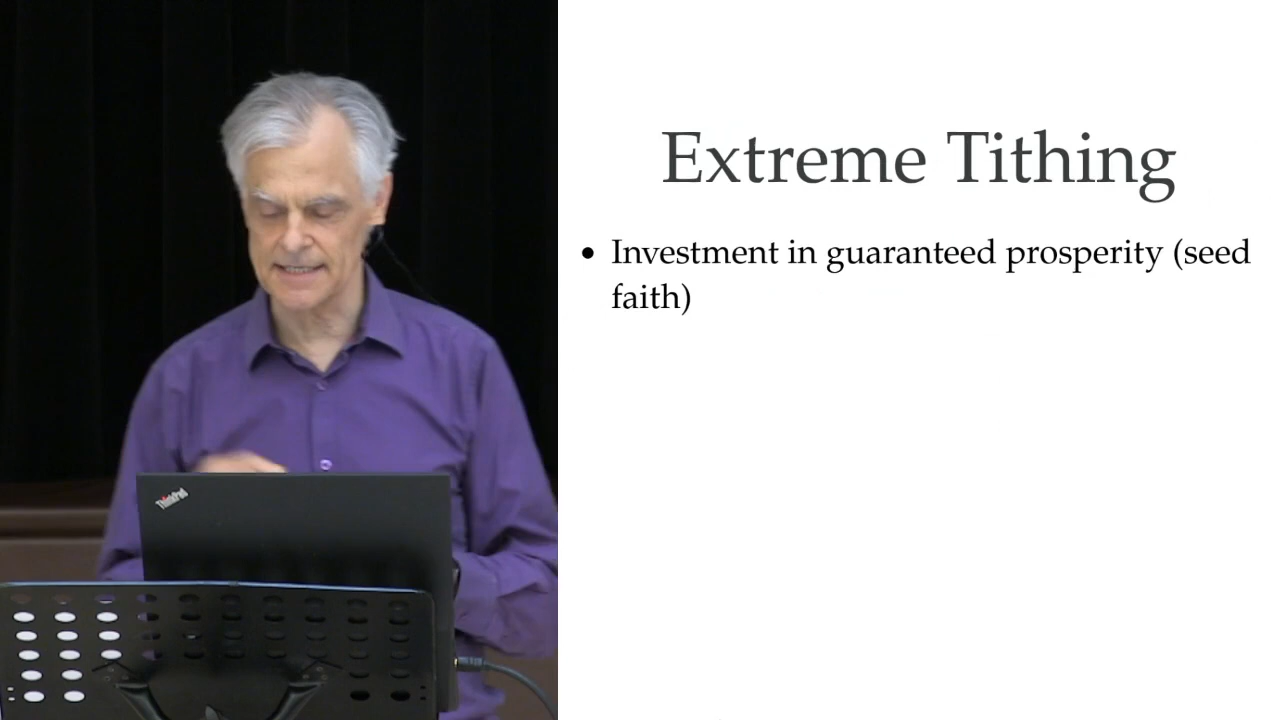 Extreme Tithing
• Investment in guaranteed prosperity (seed
faith)
ThinkPad